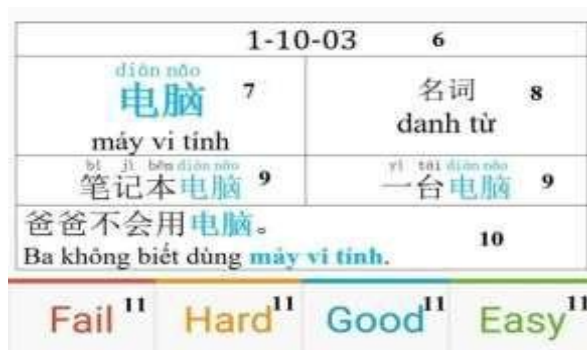 1-10-03 6
diàn nǎo
电脑 7
máy vi tính
名词 8
danh từ
bǐ jì běn diàn nǎo
笔记本电脑 9
yì tái diàn nǎo
一台电脑 9
爸爸不会用电脑。
Ba không biết dùng máy vi tính. 10
Fail 11 Hard 11 Good 11 Easy 11